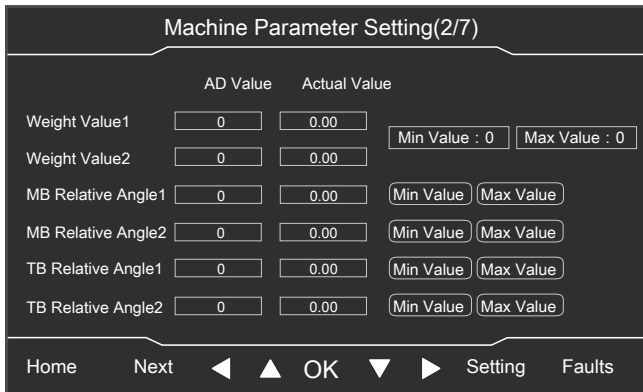 Machine Parameter Setting(2/7)
AD Value Actual Value
Weight Value1 0 0.00
Min Value：0 Max Value：0
Weight Value2 0 0.00
MB Relative Angle1 0 0.00 Min Value Max Value
MB Relative Angle2 0 0.00 Min Value Max Value
TB Relative Angle1 0 0.00 Min Value Max Value
TB Relative Angle2 0 0.00 Min Value Max Value
Home Next OK Setting Faults